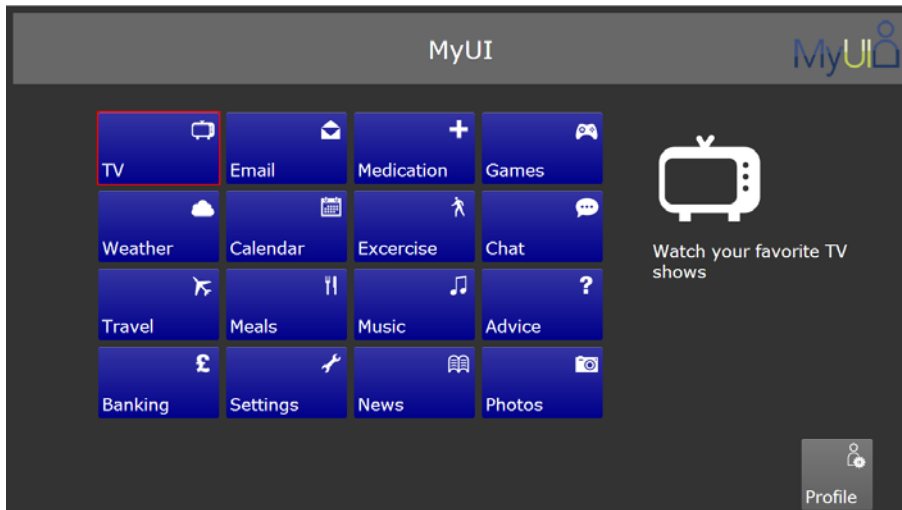 MyUI
MyUI
TV
Email
Medication
Games
Weather
Calendar
Excercise
Chat
Travel
Meals
Music
Advice
Banking
Settings
News
Photos
Watch your favorite TV
shows
Profile